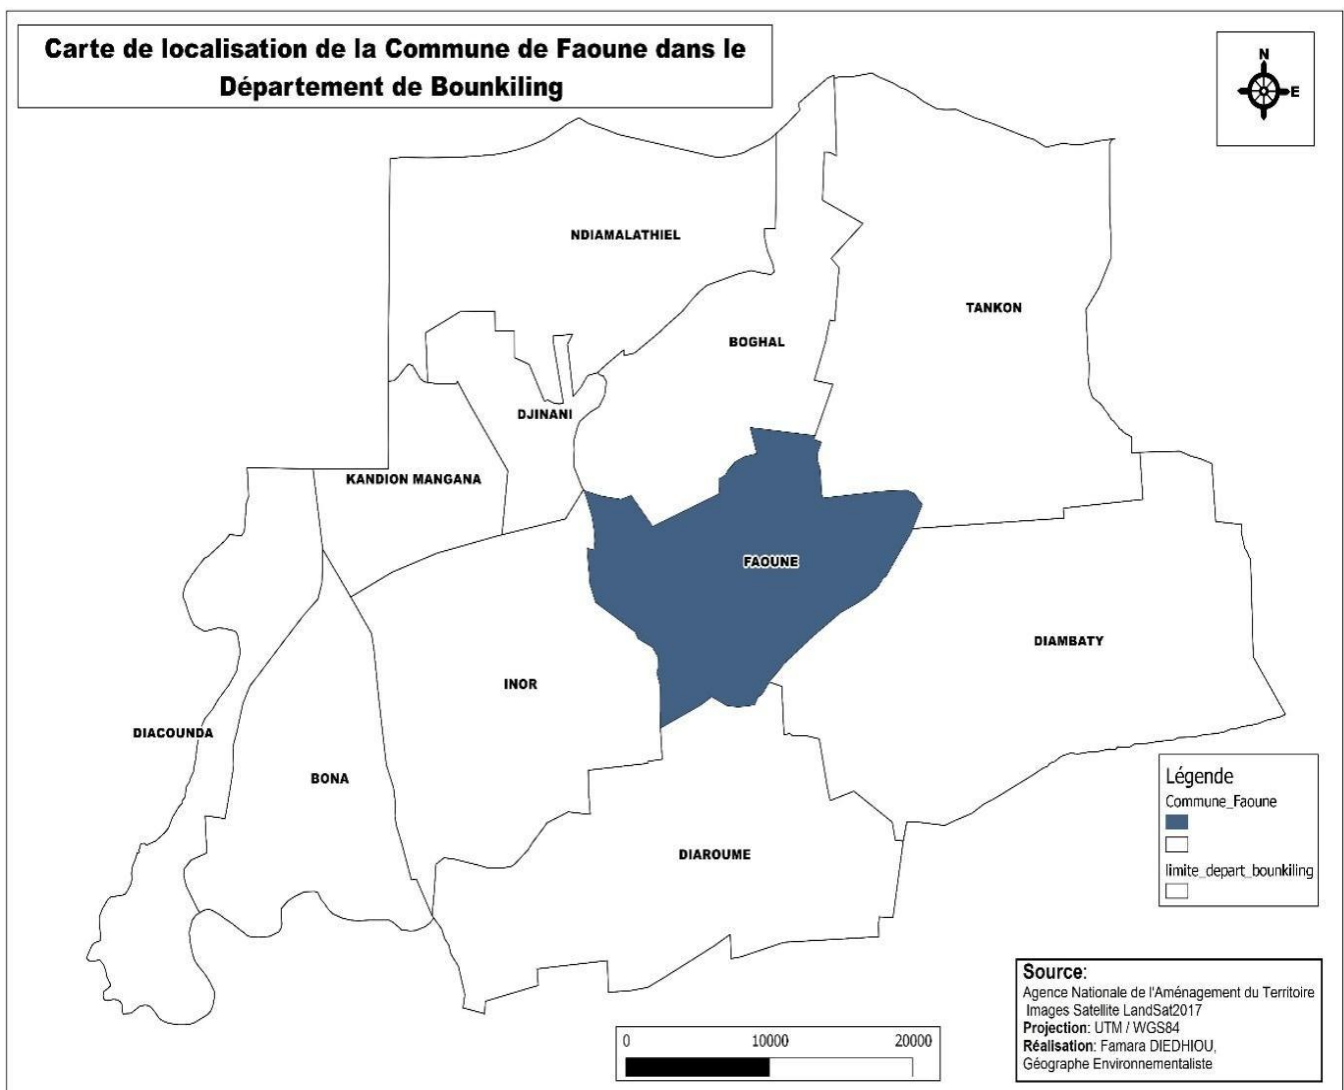 Carte de localisation de la Commune de Faoune dans le
Département de Bounkiling
N
E
NDIAMALATHIEL
TANKON
BOGHAL
DJINANI
KANDION MANGANA
FAOUNE
DIAMBATY
INOR
DIACOUNDA
BONA
DIAROUME
Légende
Commune_Faoune
limite_depart_bounkiling
Source:
Agence Nationale de l'Aménagement du Territoire
Images Satellite LandSat2017
Projection: UTM / WGS84
Réalisation: Famara DIEDHIOU,
Géographe Environnementaliste
0 10000 20000